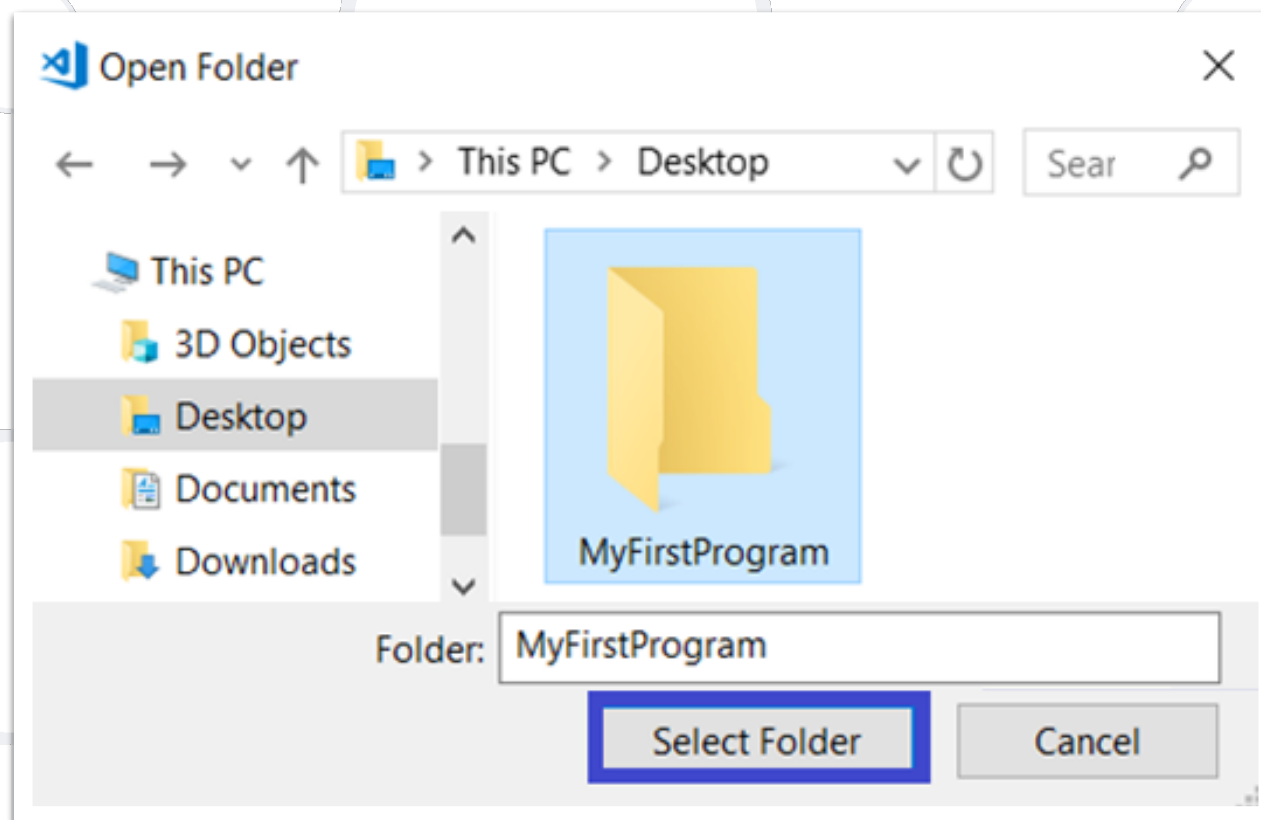 Open Folder
This PC > Desktop
Sear
This PC
3D Objects
Desktop
Documents
Downloads
MyFirstProgram
Folder: MyFirstProgram
Select Folder
Cancel